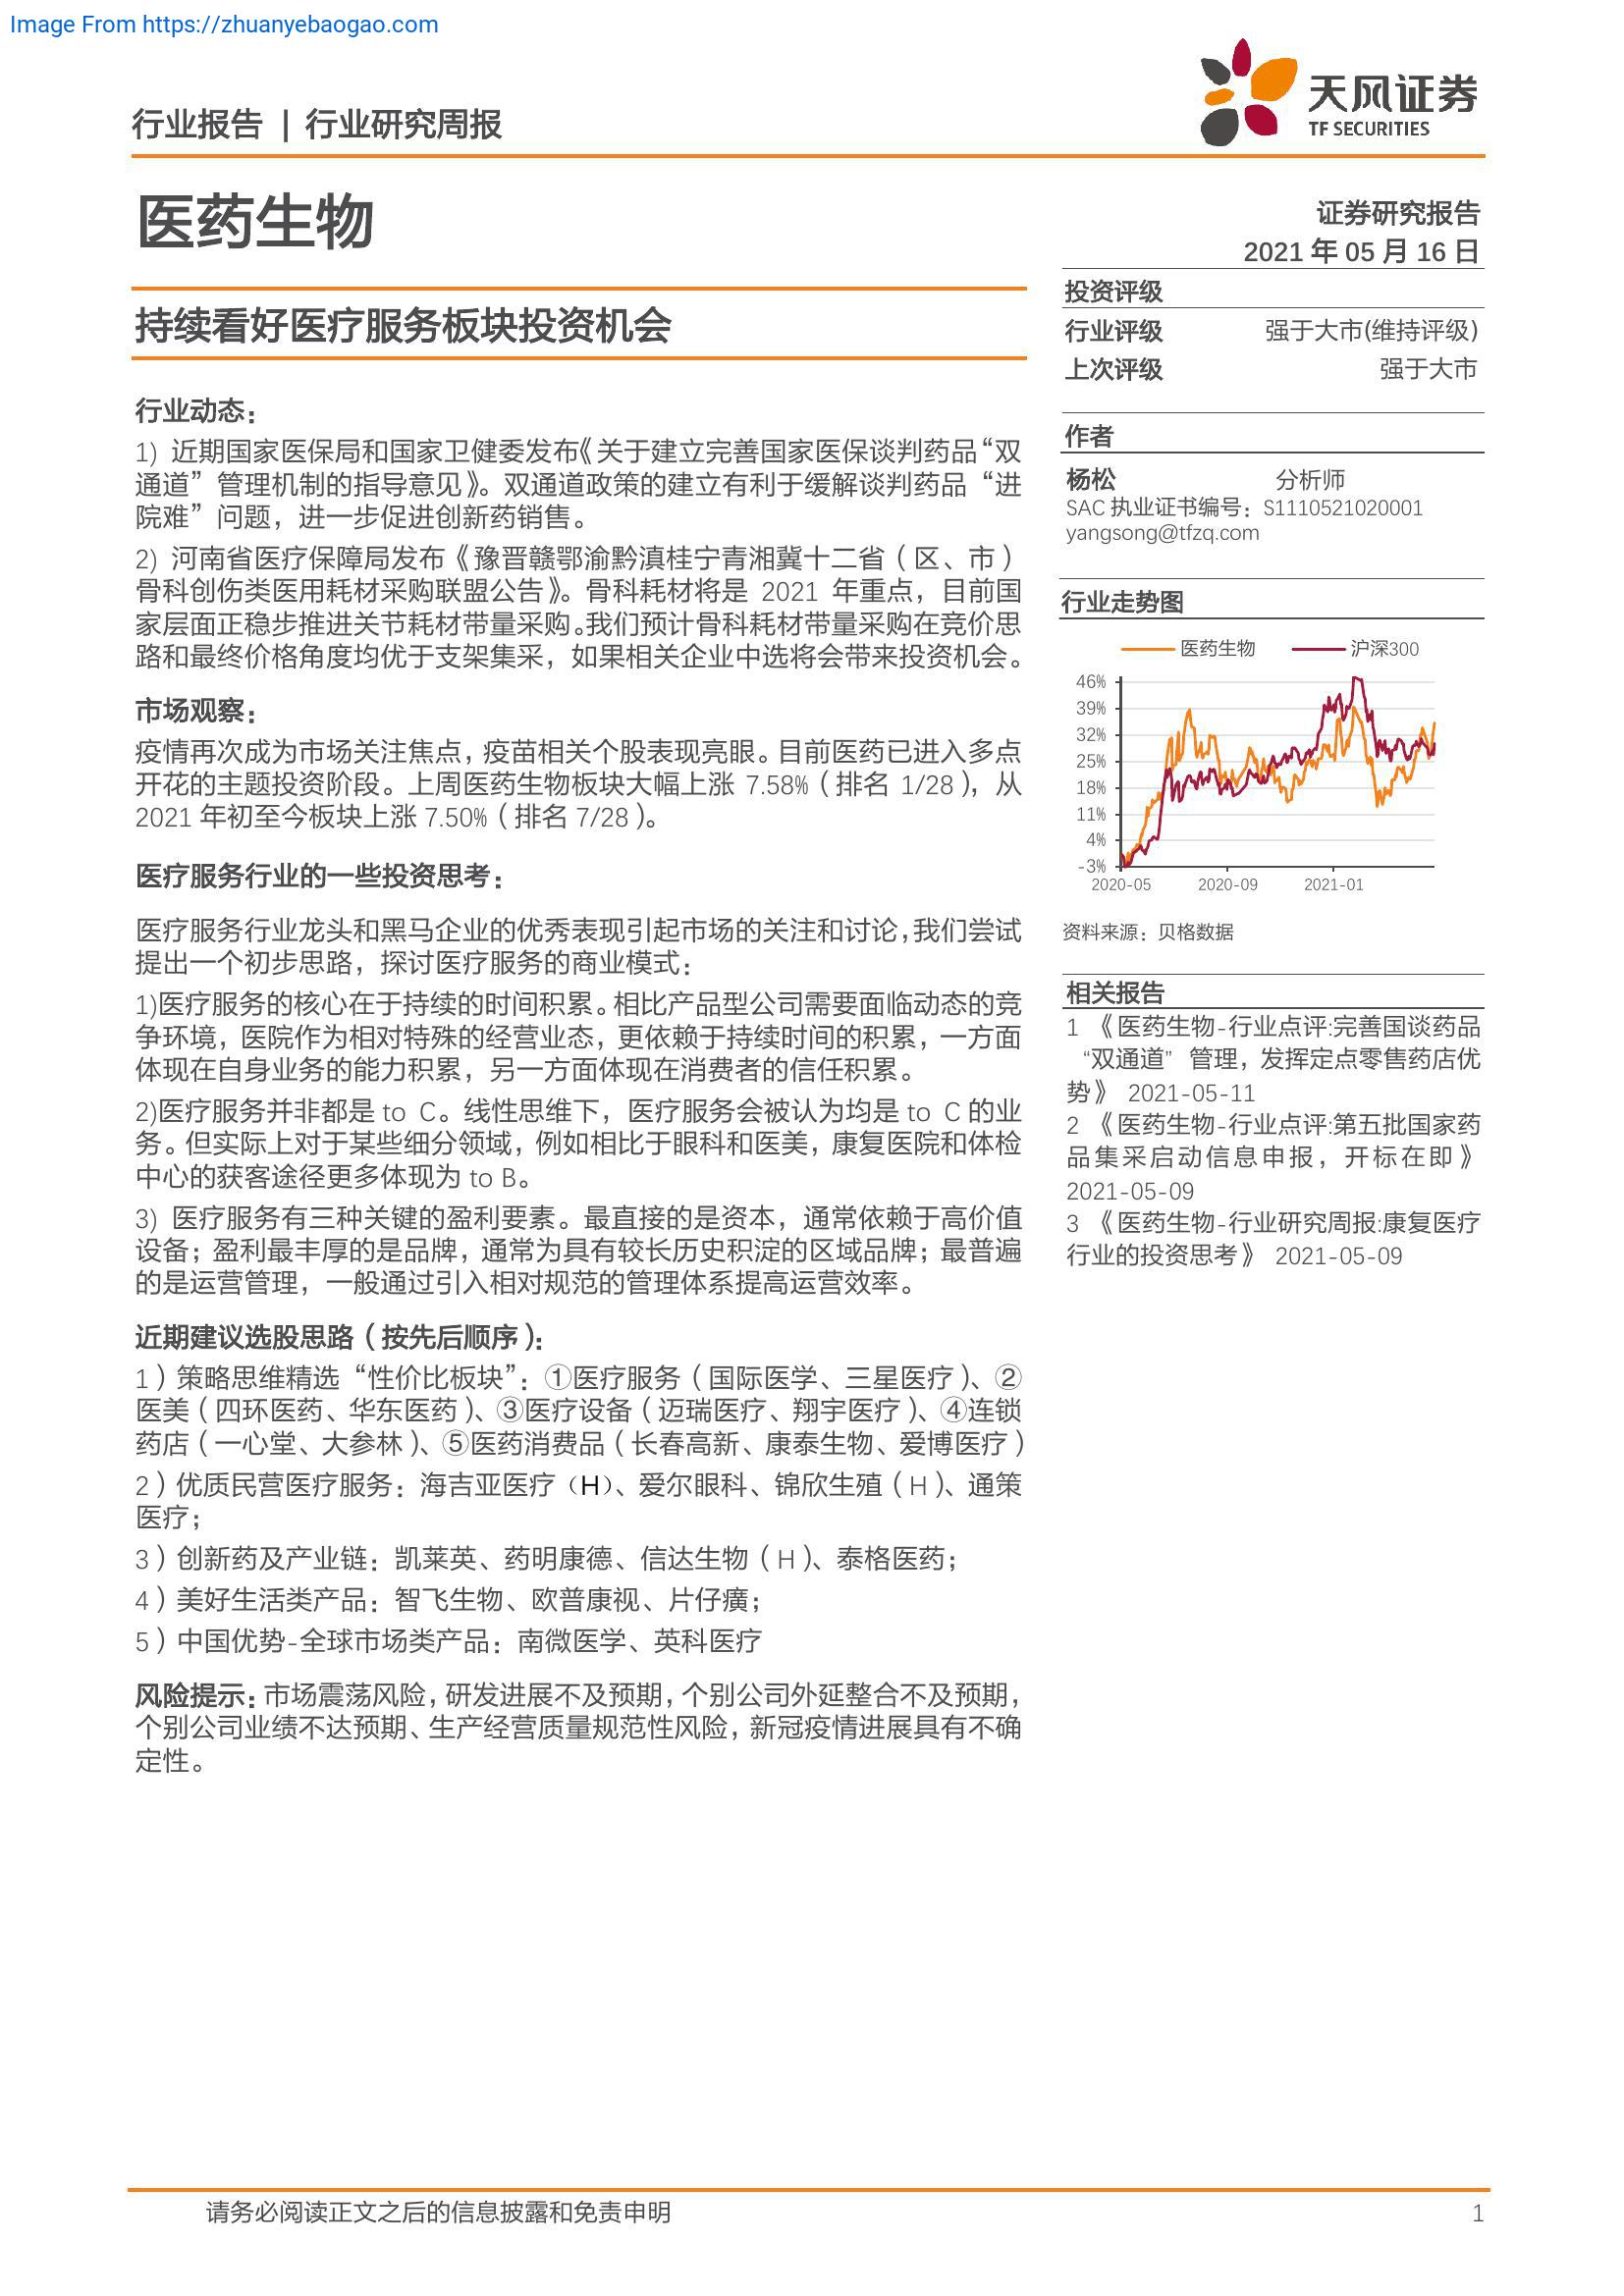 Image From https://zhuanyebaogao.com
行业报告 | 行业研究周报
天风证券
TF SECURITIES
医药生物
证券研究报告
2021 年 05 月 16 日
持续看好医疗服务板块投资机会
行业动态：
1) 近期国家医保局和国家卫健委发布《关于建立完善国家医保谈判药品“双
通道”管理机制的指导意见》。双通道政策的建立有利于缓解谈判药品“进
院难”问题，进一步促进创新药销售。
2) 河南省医疗保障局发布《豫晋赣鄂渝黔滇桂宁青湘冀十二省（区、市）
骨科创伤类医用耗材采购联盟公告》。骨科耗材将是 2021 年重点，目前国
家层面正稳步推进关节耗材带量采购。我们预计骨科耗材带量采购在竞价思
路和最终价格角度均优于支架集采，如果相关企业中选将会带来投资机会。
市场观察：
疫情再次成为市场关注焦点，疫苗相关个股表现亮眼。目前医药已进入多点
开花的主题投资阶段。上周医药生物板块大幅上涨 7.58%（排名 1/28），从
2021 年初至今板块上涨 7.50%（排名 7/28）。
医疗服务行业的一些投资思考：
医疗服务行业龙头和黑马企业的优秀表现引起市场的关注和讨论，我们尝试
提出一个初步思路，探讨医疗服务的商业模式：
1)医疗服务的核心在于持续的时间积累。相比产品型公司需要面临动态的竞
争环境，医院作为相对特殊的经营业态，更依赖于持续时间的积累，一方面
体现在自身业务的能力积累，另一方面体现在消费者的信任积累。
2)医疗服务并非都是 to C。线性思维下，医疗服务会被认为均是 to C 的业
务。但实际上对于某些细分领域，例如相比于眼科和医美，康复医院和体检
中心的获客途径更多体现为 to B。
3) 医疗服务有三种关键的盈利要素。最直接的是资本，通常依赖于高价值
设备；盈利最丰厚的是品牌，通常为具有较长历史积淀的区域品牌；最普遍
的是运营管理，一般通过引入相对规范的管理体系提高运营效率。
近期建议选股思路（按先后顺序）：
1）策略思维精选“性价比板块”：①医疗服务（国际医学、三星医疗）、②
医美（四环医药、华东医药）、③医疗设备（迈瑞医疗、翔宇医疗）、④连锁
药店（一心堂、大参林）、⑤医药消费品（长春高新、康泰生物、爱博医疗）
2）优质民营医疗服务：海吉亚医疗（H）、爱尔眼科、锦欣生殖（H）、通策
医疗；
3）创新药及产业链：凯莱英、药明康德、信达生物（H）、泰格医药；
4）美好生活类产品：智飞生物、欧普康视、片仔癀；
5）中国优势-全球市场类产品：南微医学、英科医疗
风险提示：市场震荡风险，研发进展不及预期，个别公司外延整合不及预期，
个别公司业绩不达预期、生产经营质量规范性风险，新冠疫情进展具有不确
定性。
投资评级
行业评级 强于大市(维持评级)
上次评级 强于大市
作者
杨松 分析师
SAC 执业证书编号：S1110521020001
yangsong@tfzq.com
行业走势图
医药生物 沪深300
46%
39%
32%
25%
18%
11%
4%
-3%
2020-05 2020-09 2021-01
资料来源：贝格数据
相关报告
1 《医药生物-行业点评:完善国谈药品
“双通道” 管理，发挥定点零售药店优
势》 2021-05-11
2 《医药生物-行业点评:第五批国家药
品集采启动信息申报，开标在即》
2021-05-09
3 《医药生物-行业研究周报:康复医疗
行业的投资思考》 2021-05-09
请务必阅读正文之后的信息披露和免责申明 1